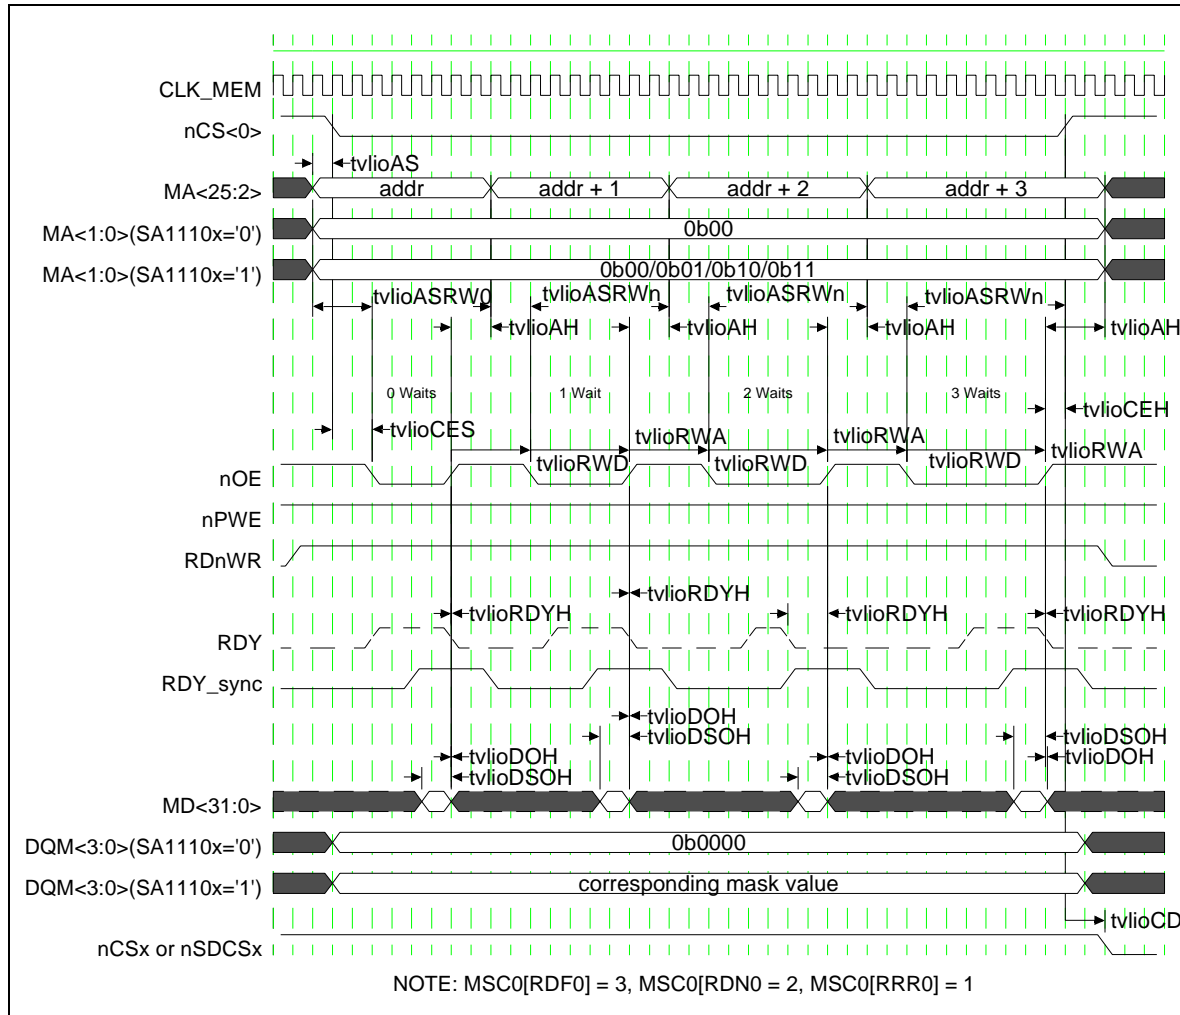 CLK_MEM
nCS<0>
tvlioAS
MA<25:2>
addr
addr + 1
addr + 2
addr + 3
MA<1:0>(SA1110x='0')
0b00
MA<1:0>(SA1110x='1')
0b00/0b01/0b10/0b11
tvlioASRW0
tvlioASRWn
tvlioASRWn
tvlioASRWn
tvlioAH
tvlioAH
tvlioAH
tvlioAH
0 Waits
1 Wait
2 Waits
3 Waits
tvlioCEH
tvlioCES
tvlioRWA
tvlioRWA
tvlioRWA
tvlioRWD
tvlioRWD
tvlioRWD
nOE
nPWE
RDnWR
tvlioRDYH
tvlioRDYH
tvlioRDYH
tvlioRDYH
RDY
RDY_sync
tvlioDOH
tvlioDSOH
tvlioDSOH
tvlioDOH
tvlioDOH
tvlioDOH
tvlioDSOH
tvlioDSOH
MD<31:0>
DQM<3:0>(SA1110x='0')
0b0000
DQM<3:0>(SA1110x='1')
corresponding mask value
tvlioCD
nCSx or nSDCSx
NOTE: MSC0[RDF0] = 3, MSC0[RDN0 = 2, MSC0[RRR0] = 1